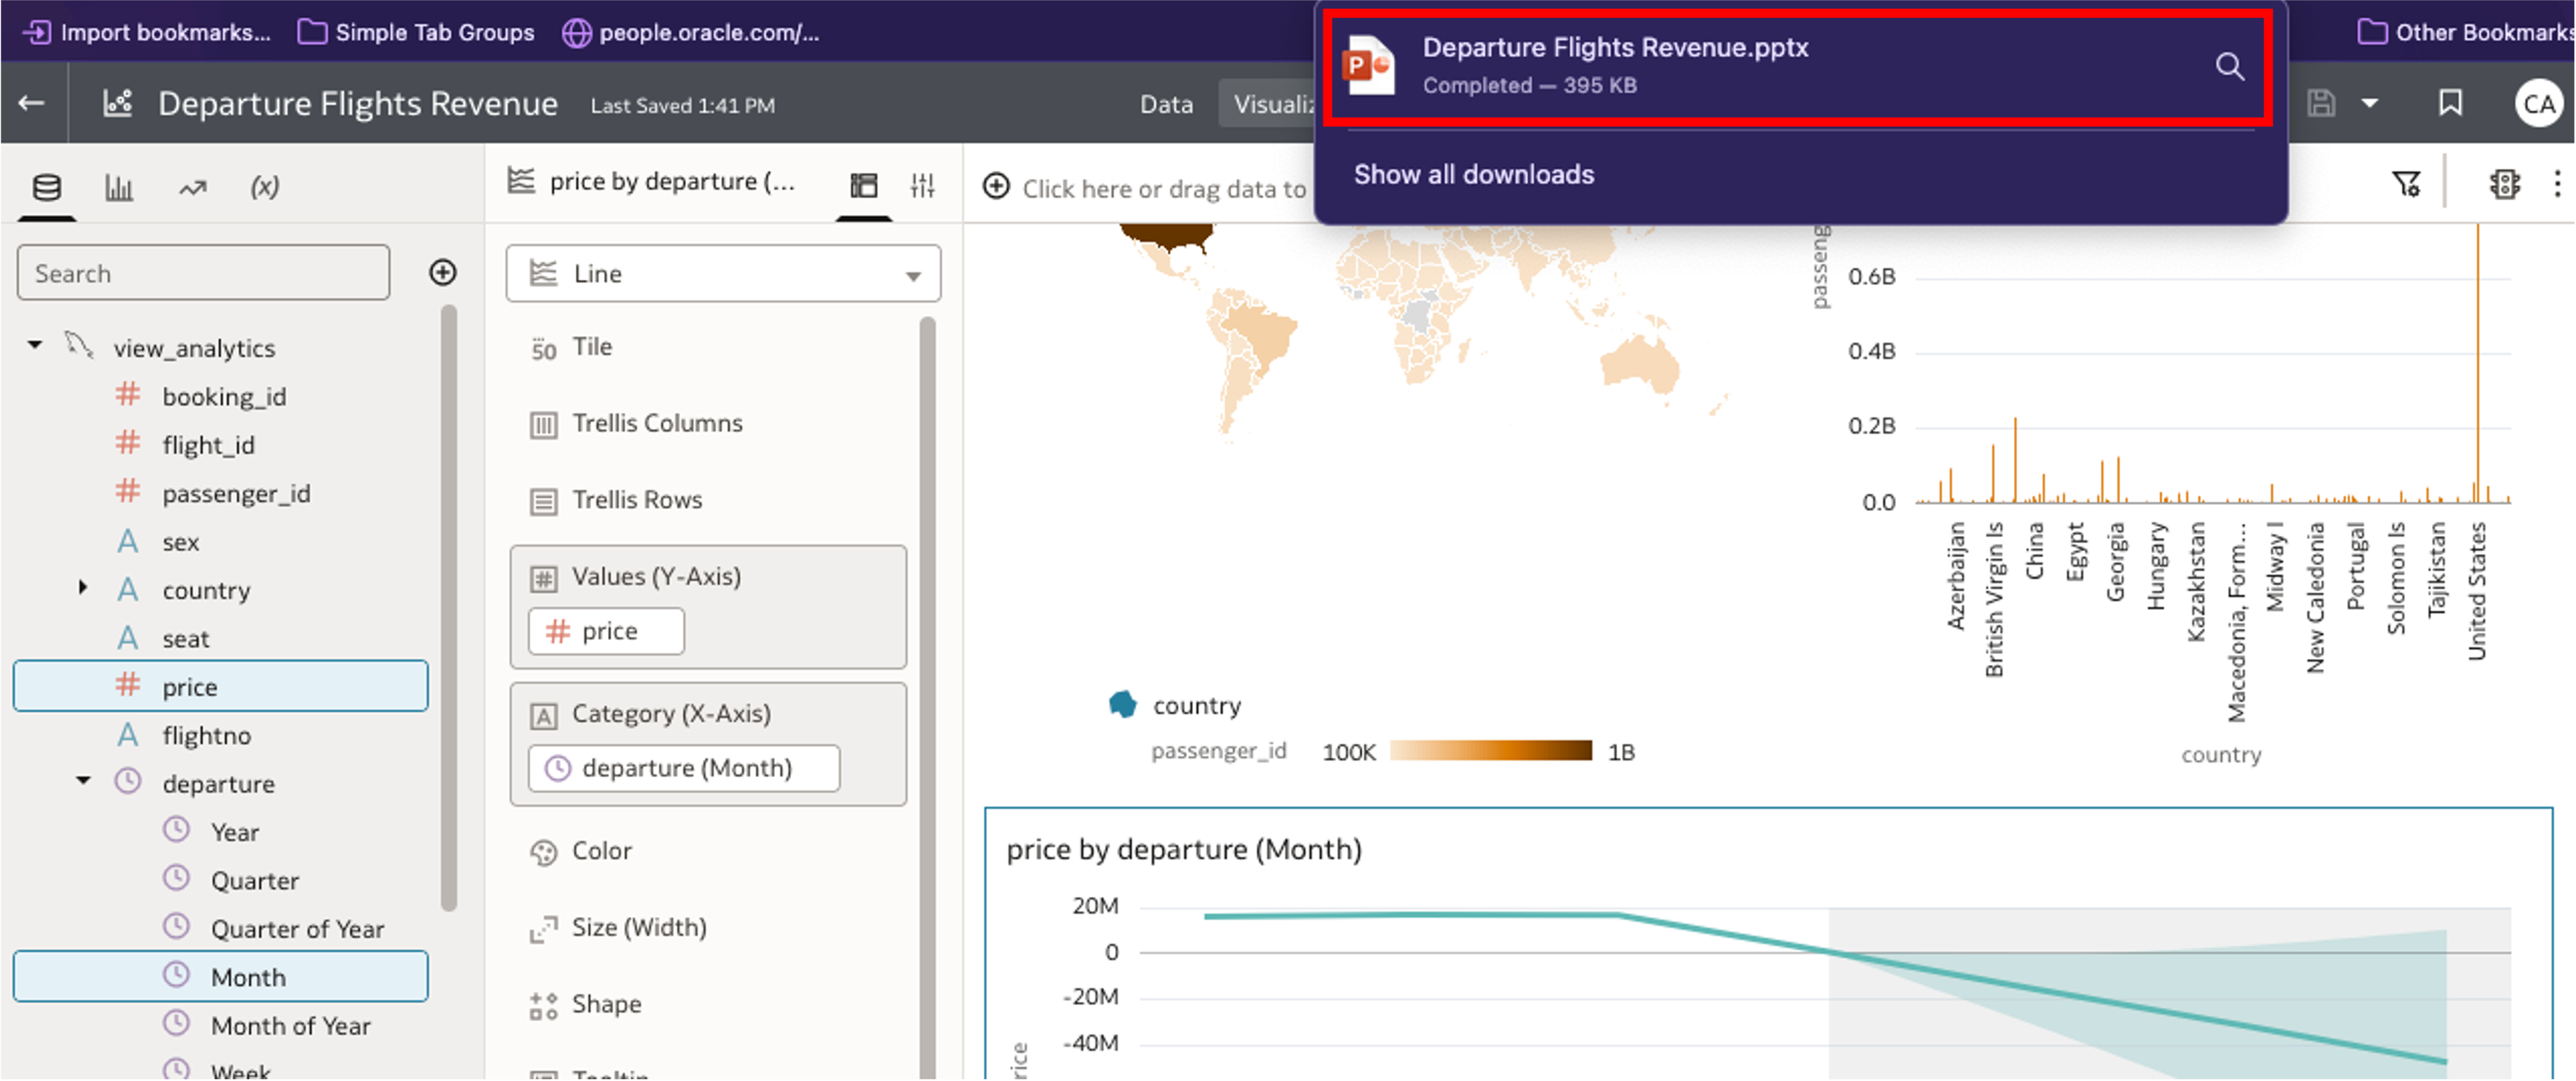 Import bookmarks...
Simple Tab Groups
people.oracle.com/...
Other Bookmarks
Departure Flights Revenue.pptx
Completed — 395 KB
Show all downloads
Departure Flights Revenue
Last Saved 1:41 PM
Data
Visualiz
CA
(x)
price by departure (...
Click here or drag data to
Search
view_analytics
booking_id
flight_id
passenger_id
sex
country
seat
price
flightno
departure
Year
Quarter
Quarter of Year
Month
Month of Year
Week
Line
50 Tile
Trellis Columns
Trellis Rows
Values (Y-Axis)
price
Category (X-Axis)
departure (Month)
Color
Size (Width)
Shape
Tooltip
country
passenger_id 100K 1B
passeng
0.6B
0.4B
0.2B
0.0
Azerbaijan
British Virgin Is
China
Egypt
Georgia
Hungary
Kazakhstan
Macedonia, Form...
Midway I
New Caledonia
Portugal
Solomon Is
Tajikistan
United States
country
price by departure (Month)
20M
0
-20M
-40M
rice